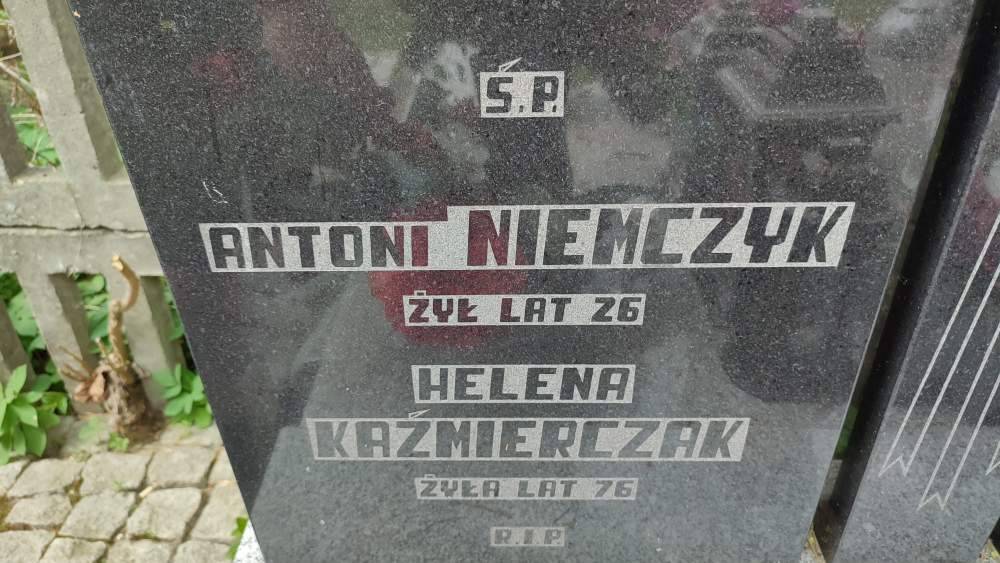 Ś.P.
ANTONI NIEMCZYK
ŻYŁ LAT 26
HELENA
KAŹMIERCZAK
ŻYŁA LAT 76
R.I.P.